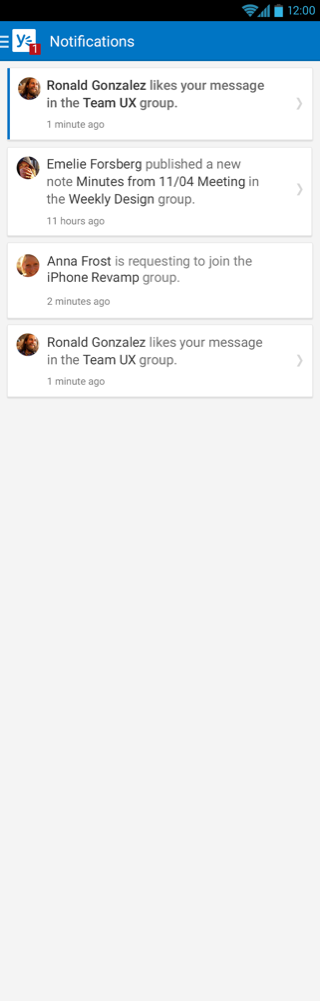 12:00
y
1
Notifications
Ronald Gonzalez likes your message
in the Team UX group.
1 minute ago
Emelie Forsberg published a new
note Minutes from 11/04 Meeting in
the Weekly Design group.
11 hours ago
Anna Frost is requesting to join the
iPhone Revamp group.
2 minutes ago
Ronald Gonzalez likes your message
in the Team UX group.
1 minute ago